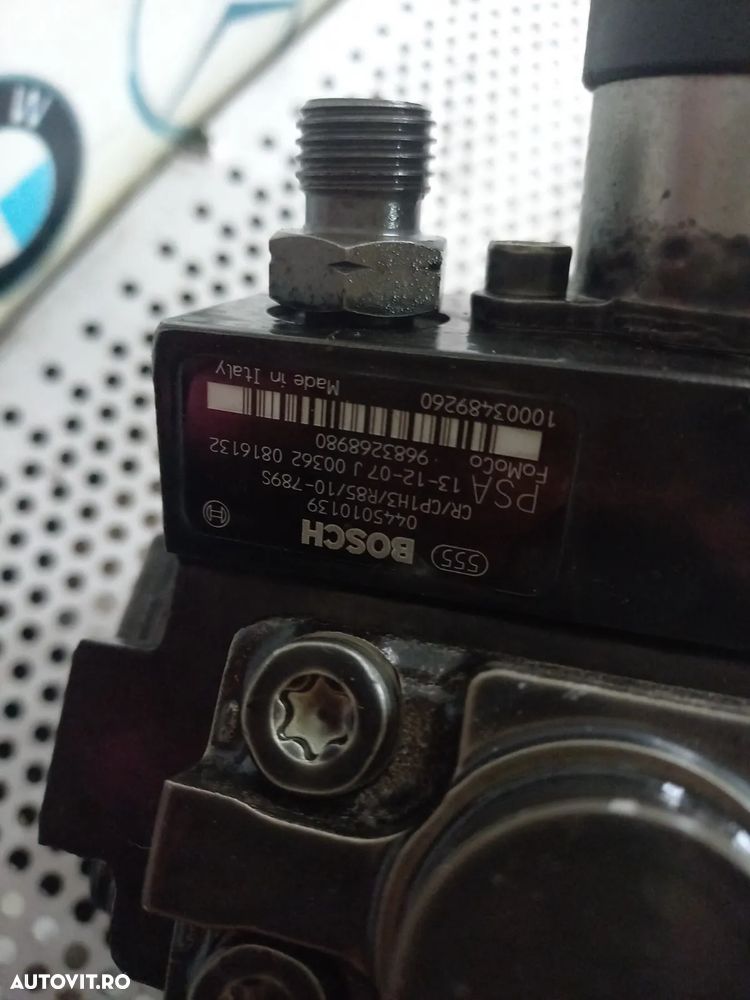 555 BOSCH
0445010139
CR/CP1H3/R85/10-789S
PSA 13-12-07 J 00362 0816132
FoMoCo 9683268980
10003489260 Made in Italy
W
AUTOVIT.RO